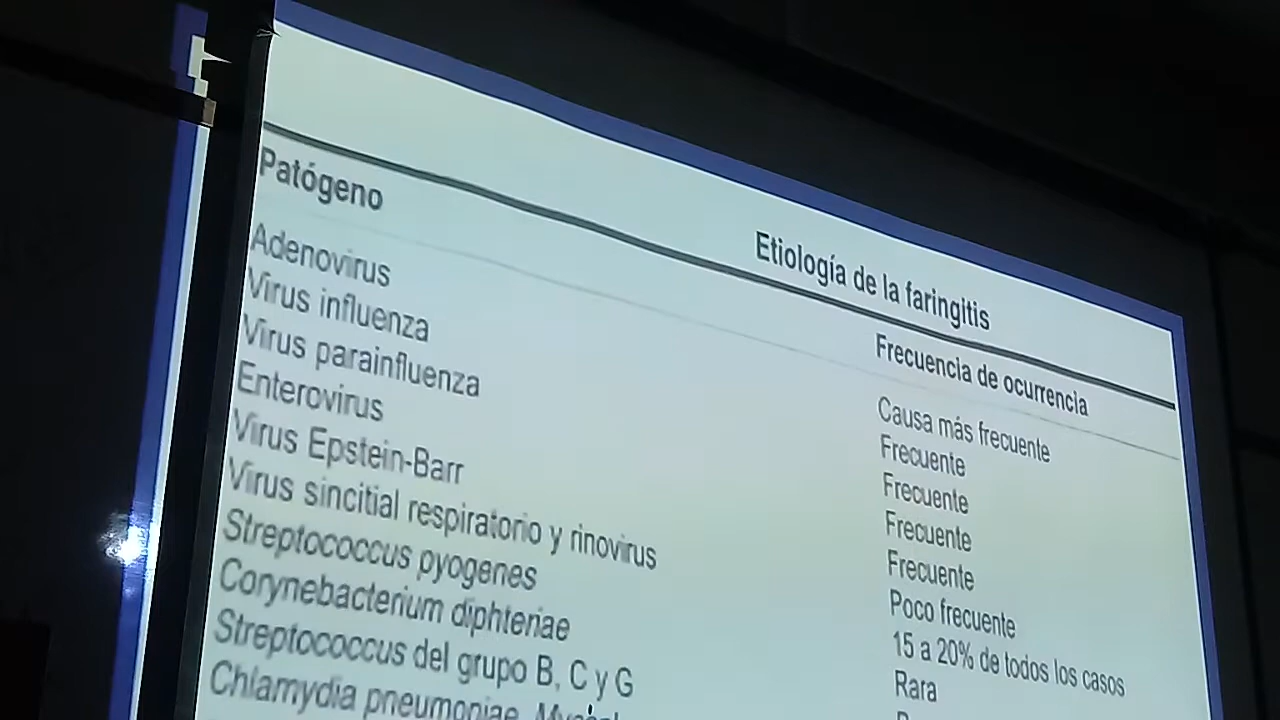 Etiología de la faringitis
Patógeno Frecuencia de ocurrencia
Adenovirus Causa más frecuente
Virus influenza Frecuente
Virus parainfluenza Frecuente
Enterovirus Frecuente
Virus Epstein-Barr Frecuente
Virus sincitial respiratorio y rinovirus Poco frecuente
Streptococcus pyogenes 15 a 20% de todos los casos
Corynebacterium diphteriae Rara
Streptococcus del grupo B, C y G
Chlamydia pneumoniae,